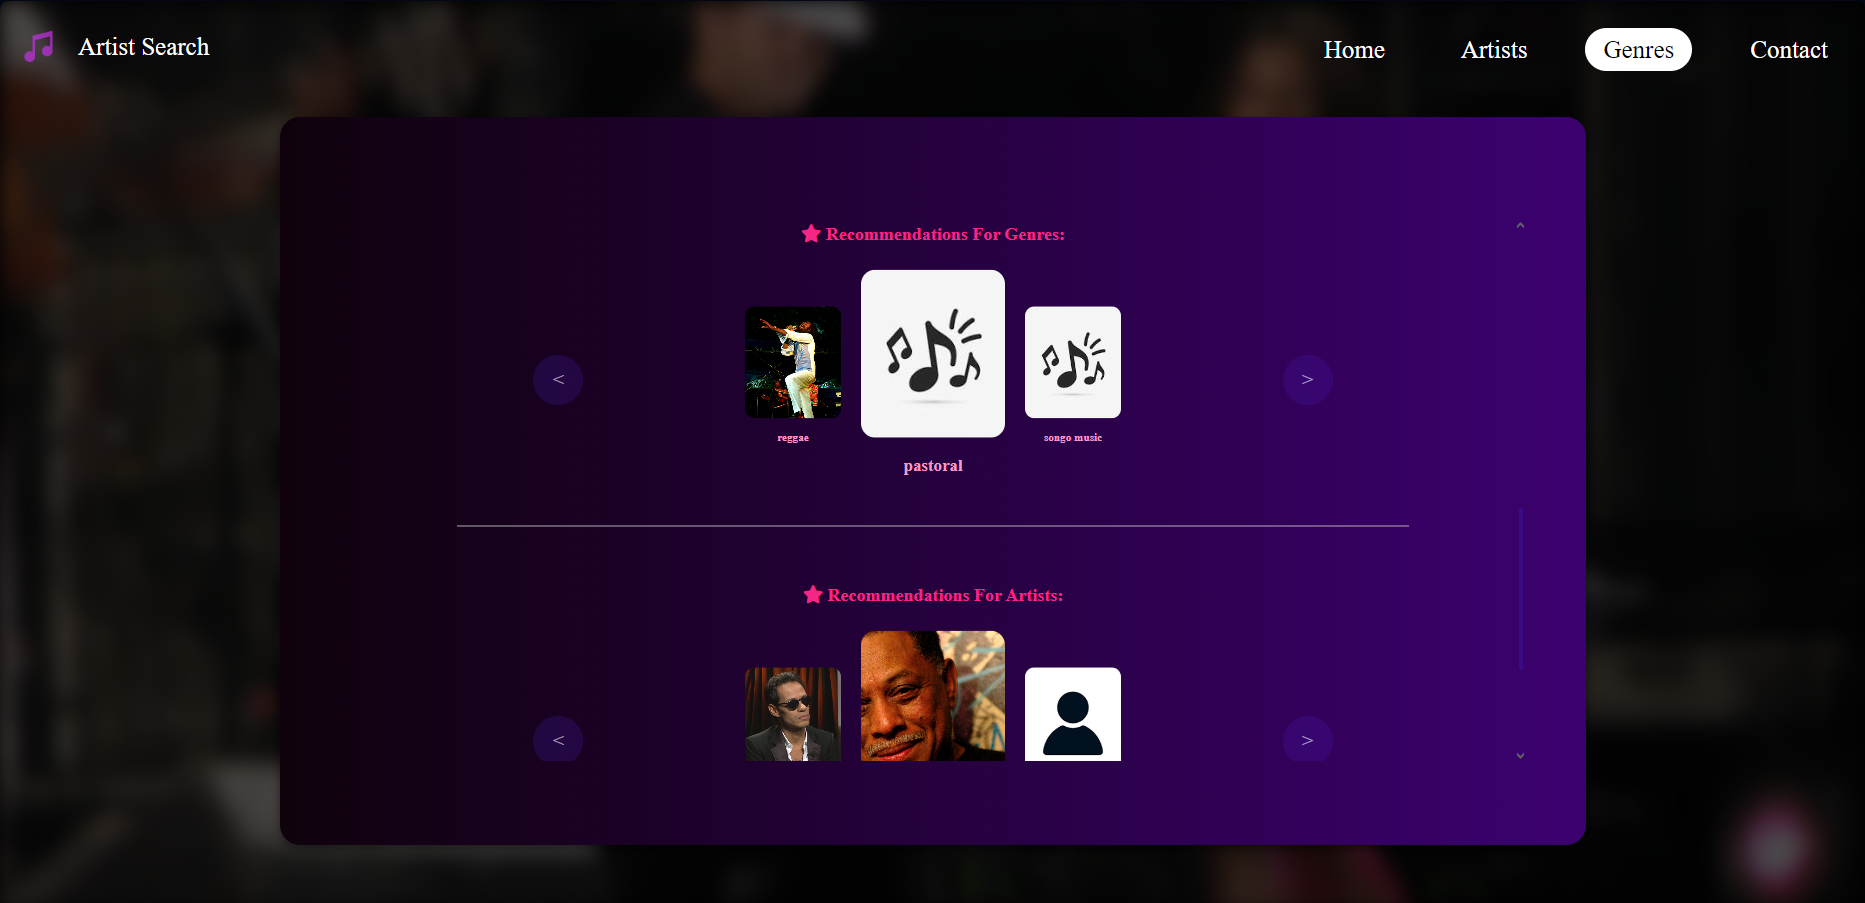 Artist Search
Home
Artists
Genres
Contact
Recommendations For Genres:
<
reggae
pastoral
songo music
>
Recommendations For Artists:
<
>